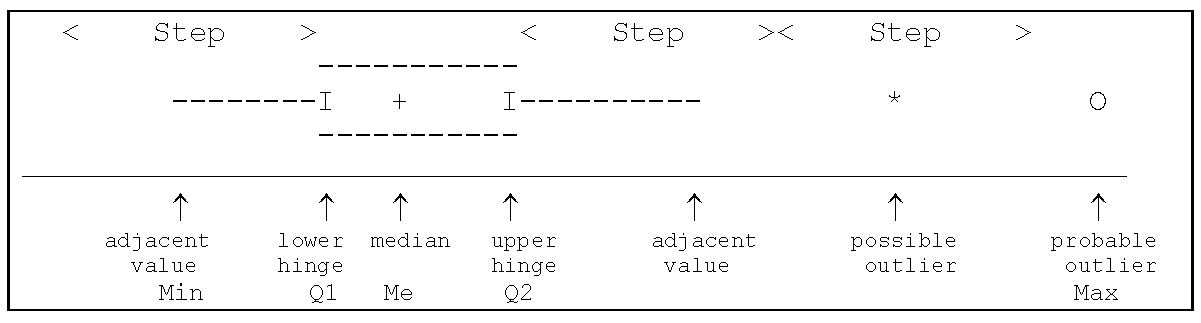 <    Step    >          <    Step    ><    Step    >
-----------
--------I   +     I----------          *          O
-----------
↑ ↑ ↑ ↑ ↑ ↑ ↑
adjacent lower median upper adjacent possible probable
value hinge hinge value outlier outlier
Min Q1 Me Q2 Max